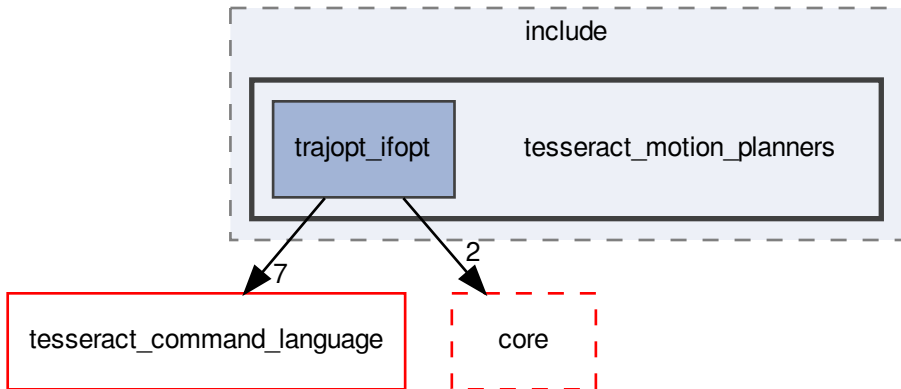 include
trajopt_ifopt
tesseract_motion_planners
7
2
tesseract_command_language
core